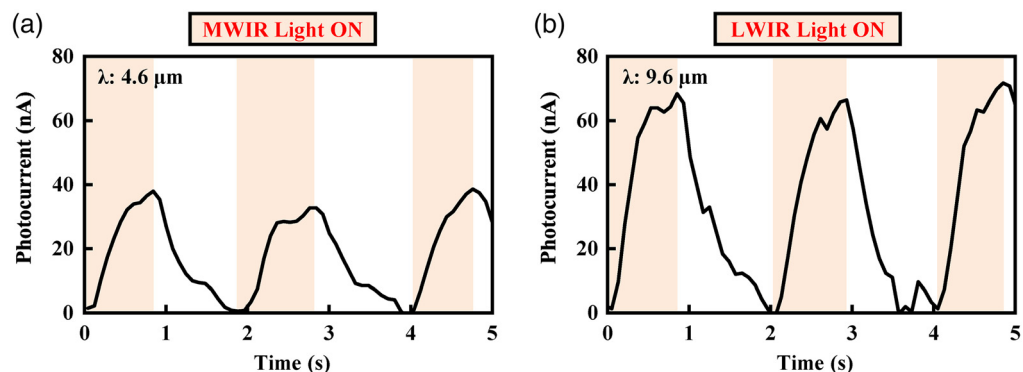 (a)
MWIR Light ON
λ: 4.6 μm
Photocurrent (nA)
80
60
40
20
0
0 1 2 3 4 5
Time (s)
(b)
LWIR Light ON
λ: 9.6 μm
Photocurrent (nA)
80
60
40
20
0
0 1 2 3 4 5
Time (s)